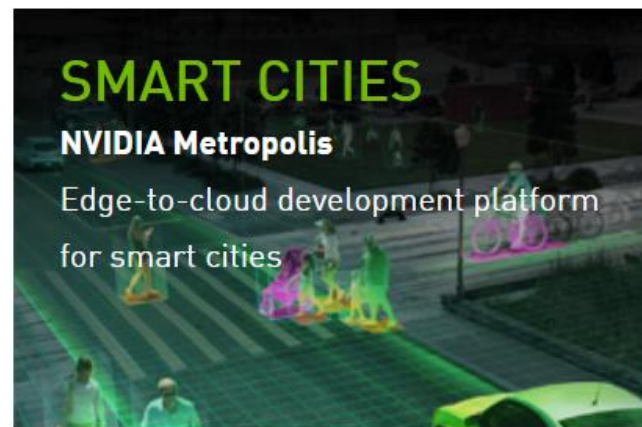 SMART CITIES
NVIDIA Metropolis
Edge-to-cloud development platform
for smart cities